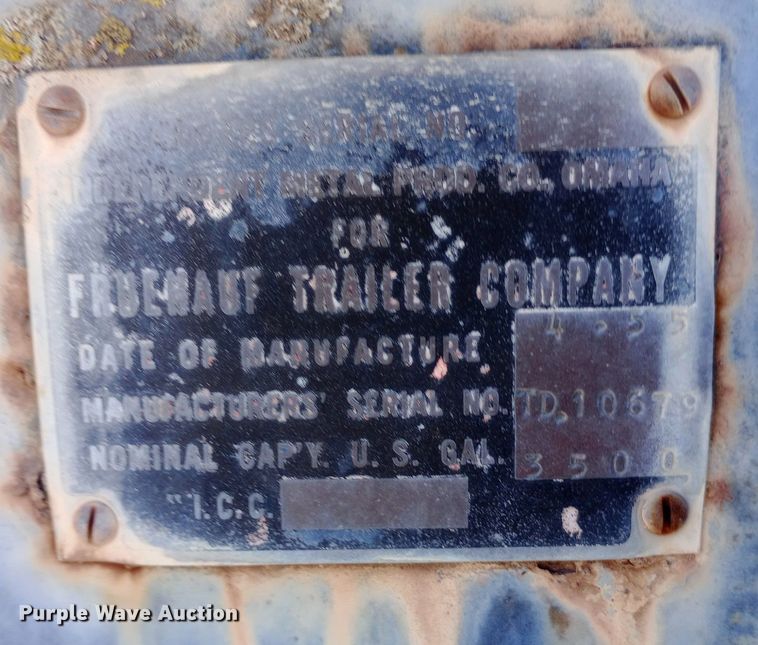 SERIAL NO.
INDEPENDENT METAL PROD. CO., OMAHA
FOR
FRUEHAUF TRAILER COMPANY
DATE OF MANUFACTURE 4-55
MANUFACTURERS' SERIAL NO. TD.10679
NOMINAL CAP'Y. U. S. GAL. 3500
"I.C.C.
Purple Wave Auction